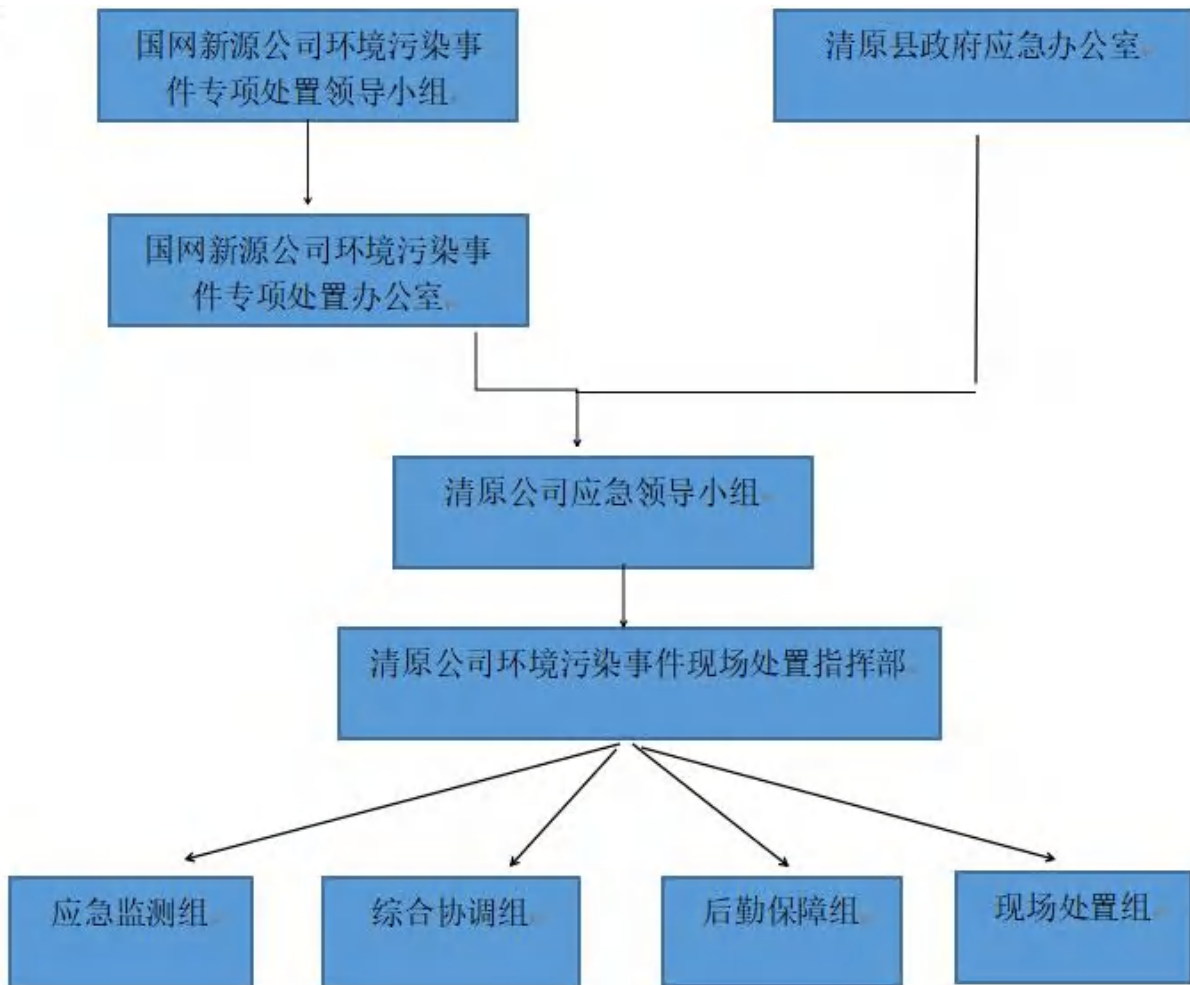 国网新源公司环境污染事
件专项处置领导小组
清原县政府应急办公室
国网新源公司环境污染事
件专项处置办公室
清原公司应急领导小组
清原公司环境污染事件现场处置指挥部
应急监测组
综合协调组
后勤保障组
现场处置组